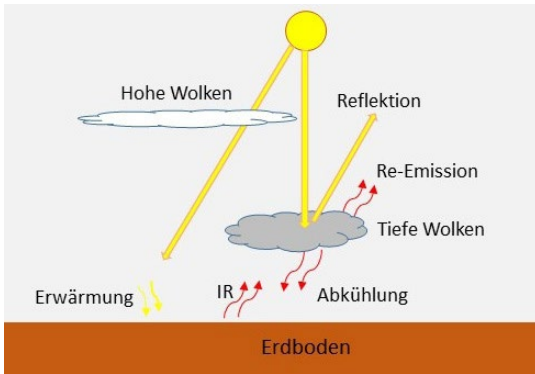 Hohe Wolken
Reflektion
Re-Emission
Tiefe Wolken
Erwärmung
IR
Abkühlung
Erdboden